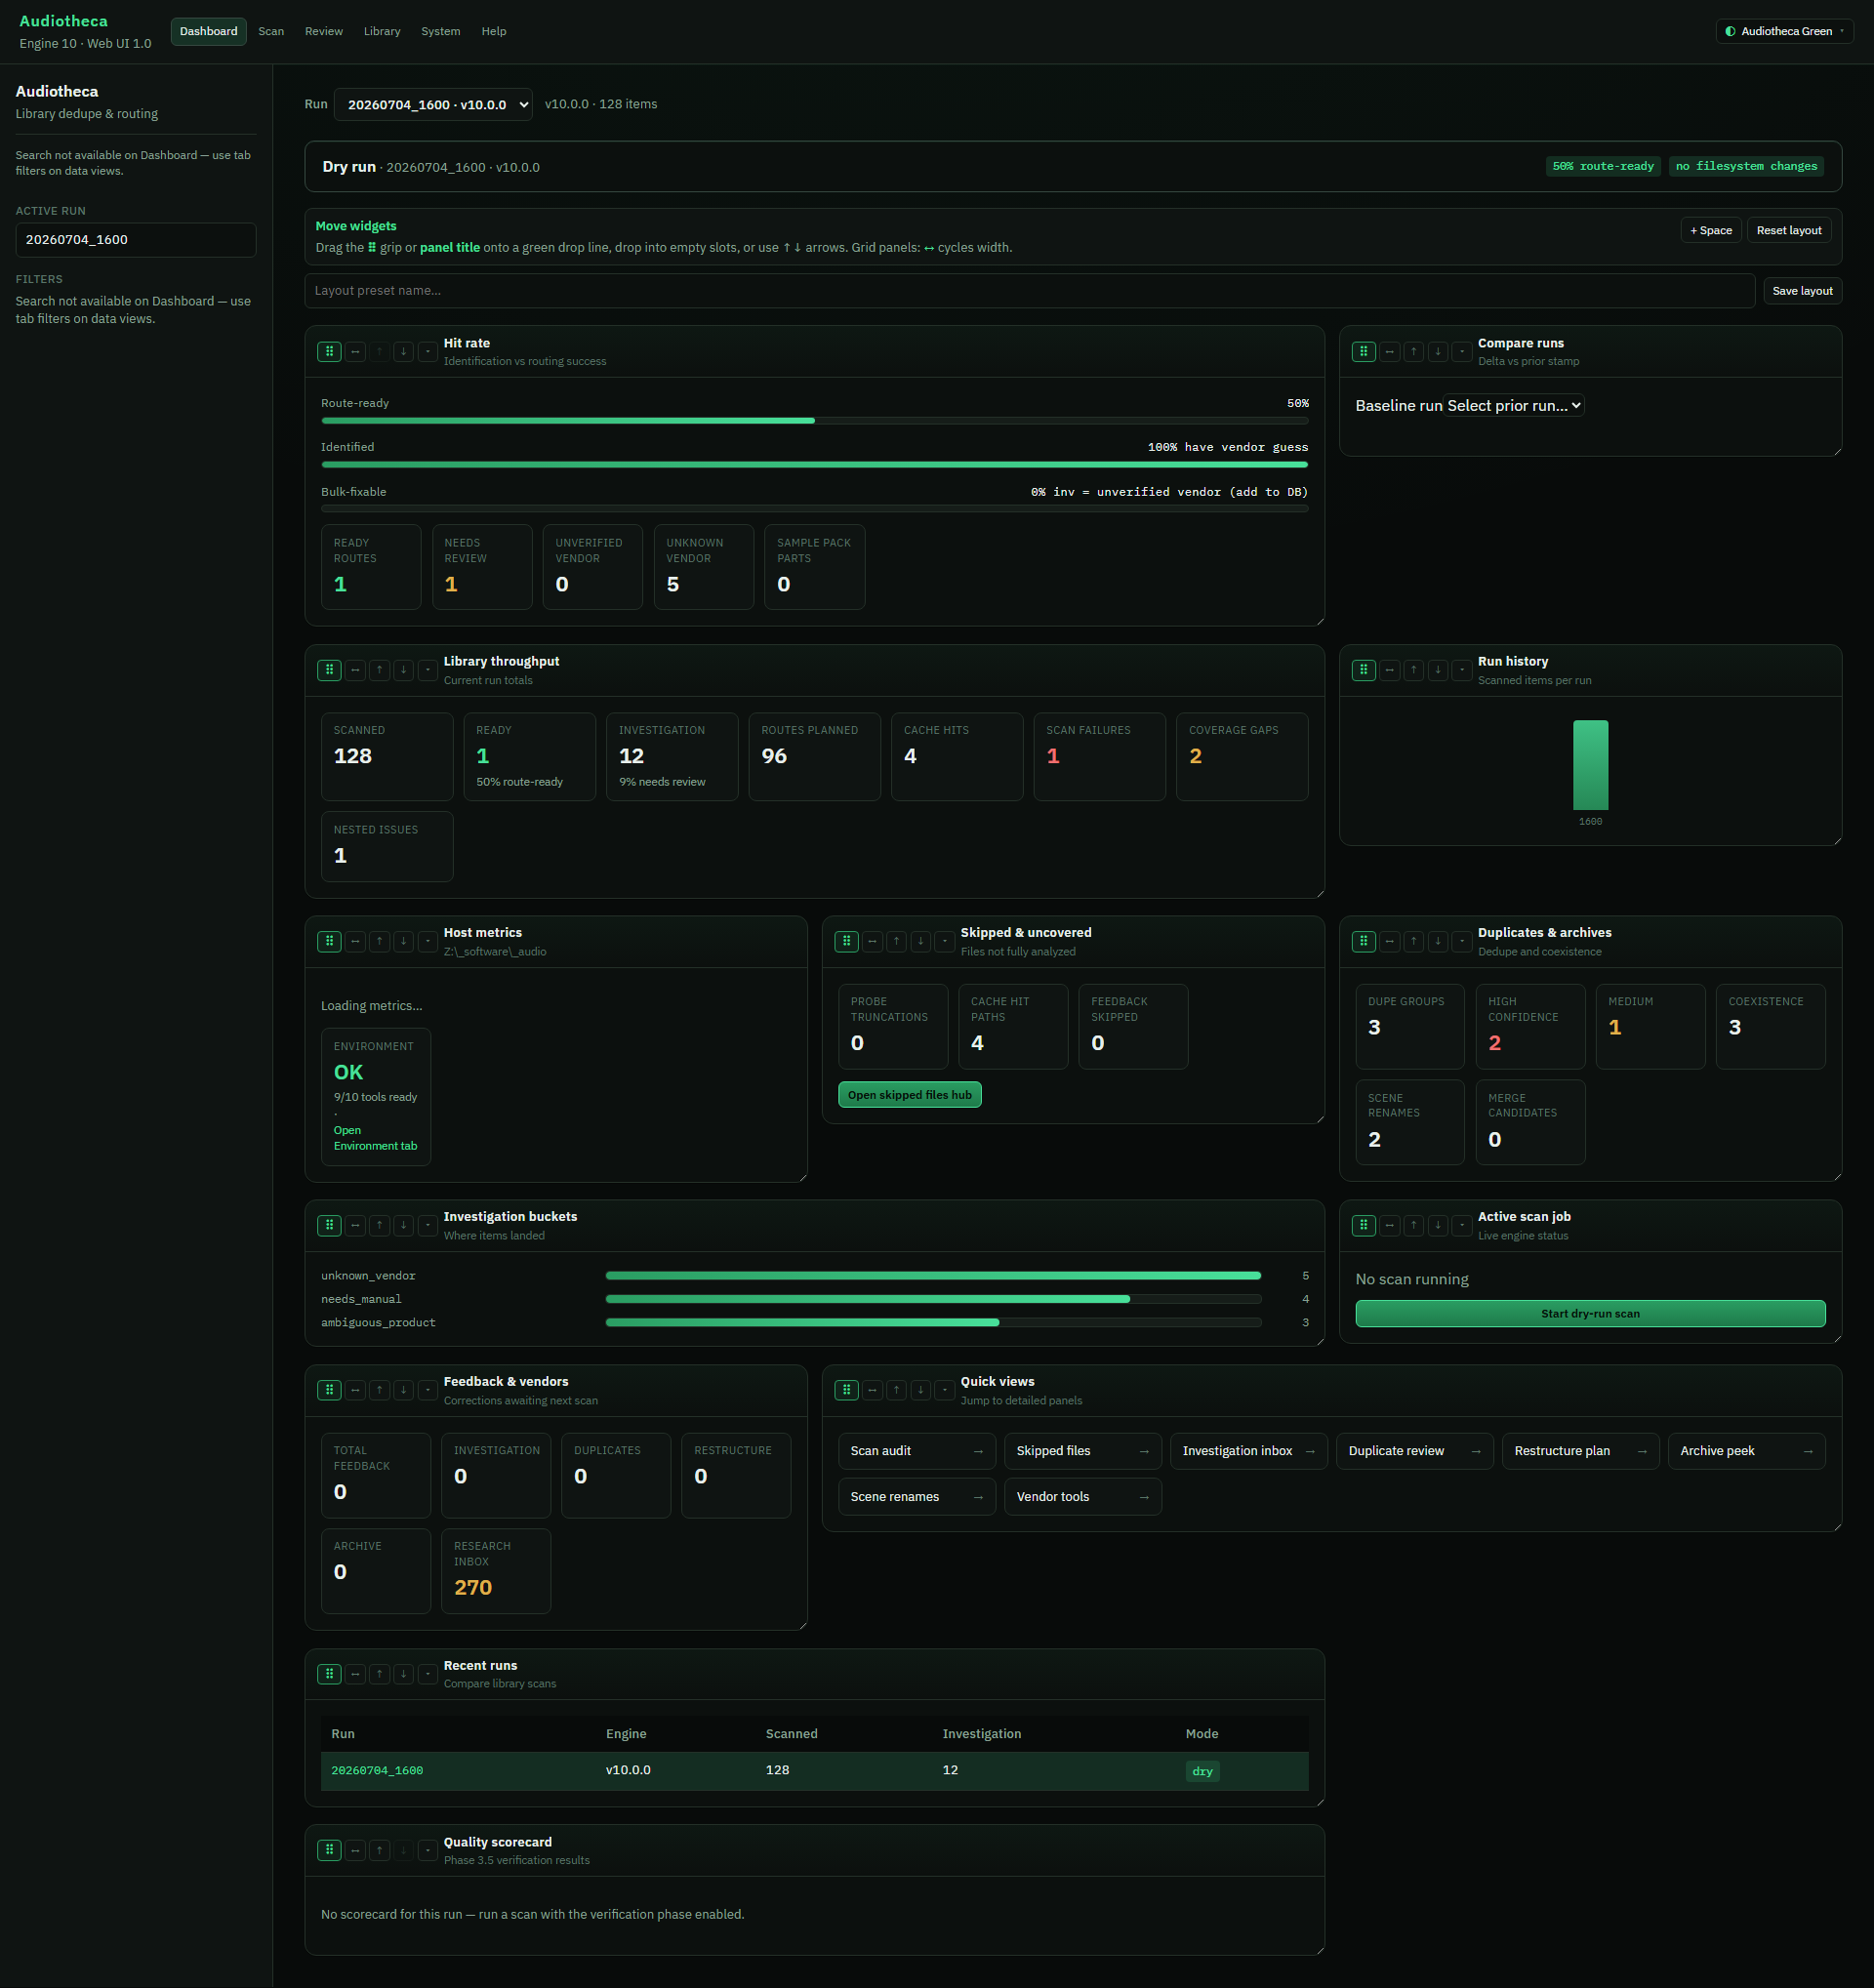 Audiotheca
Engine 10 · Web UI 1.0
Dashboard
Scan
Review
Library
System
Help
Audiotheca Green
Audiotheca
Library dedupe & routing
Search not available on Dashboard — use tab
filters on data views.
ACTIVE RUN
20260704_1600
FILTERS
Search not available on Dashboard — use
tab filters on data views.
Run
20260704_1600 · v10.0.0
v10.0.0 · 128 items
Dry run · 20260704_1600 · v10.0.0
50% route-ready
no filesystem changes
Move widgets
Drag the ⠿ grip or panel title onto a green drop line, drop into empty slots, or use ↑ ↓ arrows. Grid panels: ↔ cycles width.
+ Space
Reset layout
Layout preset name...
Save layout
Hit rate
Identification vs routing success
Route-ready
50%
Identified
100% have vendor guess
Bulk-fixable
0% inv = unverified vendor (add to DB)
READY
ROUTES
1
NEEDS
REVIEW
1
UNVERIFIED
VENDOR
0
UNKNOWN
VENDOR
5
SAMPLE PACK
PARTS
0
Compare runs
Delta vs prior stamp
Baseline run
Select prior run...
Library throughput
Current run totals
SCANNED
128
READY
1
50% route-ready
INVESTIGATION
12
9% needs review
ROUTES PLANNED
96
CACHE HITS
4
SCAN FAILURES
1
COVERAGE GAPS
2
NESTED ISSUES
1
Run history
Scanned items per run
1600
Host metrics
Z:\_software\_audio
Loading metrics...
ENVIRONMENT
OK
9/10 tools ready
·
Open
Environment tab
Skipped & uncovered
Files not fully analyzed
PROBE
TRUNCATIONS
0
CACHE HIT
PATHS
4
FEEDBACK
SKIPPED
0
Open skipped files hub
Duplicates & archives
Dedupe and coexistence
DUPE GROUPS
3
HIGH
CONFIDENCE
2
MEDIUM
1
COEXISTENCE
3
SCENE
RENAMES
2
MERGE
CANDIDATES
0
Investigation buckets
Where items landed
unknown_vendor
5
needs_manual
4
ambiguous_product
3
Active scan job
Live engine status
No scan running
Start dry-run scan
Feedback & vendors
Corrections awaiting next scan
TOTAL
FEEDBACK
0
INVESTIGATION
0
DUPLICATES
0
RESTRUCTURE
0
ARCHIVE
0
RESEARCH
INBOX
270
Quick views
Jump to detailed panels
Scan audit →
Skipped files →
Investigation inbox →
Duplicate review →
Restructure plan →
Archive peek →
Scene renames →
Vendor tools →
Recent runs
Compare library scans
Run Engine Scanned Investigation Mode
20260704_1600 v10.0.0 128 12 dry
Quality scorecard
Phase 3.5 verification results
No scorecard for this run — run a scan with the verification phase enabled.